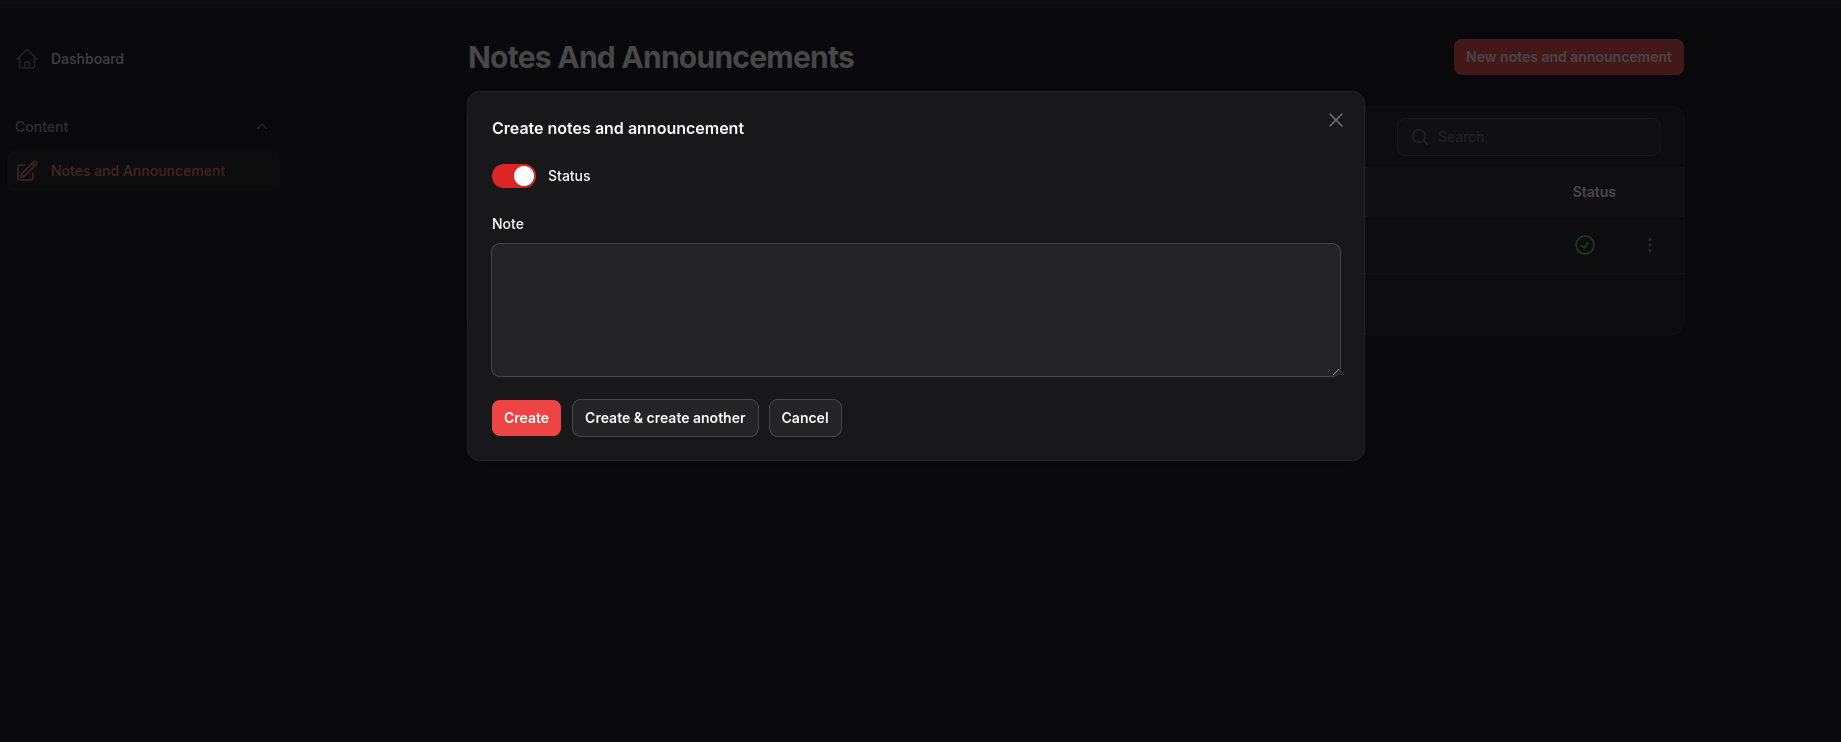 Dashboard
Content
Notes and Announcement
Notes And Announcements
New notes and announcement
Search
Status
Create notes and announcement
Status
Note
Create
Create & create another
Cancel